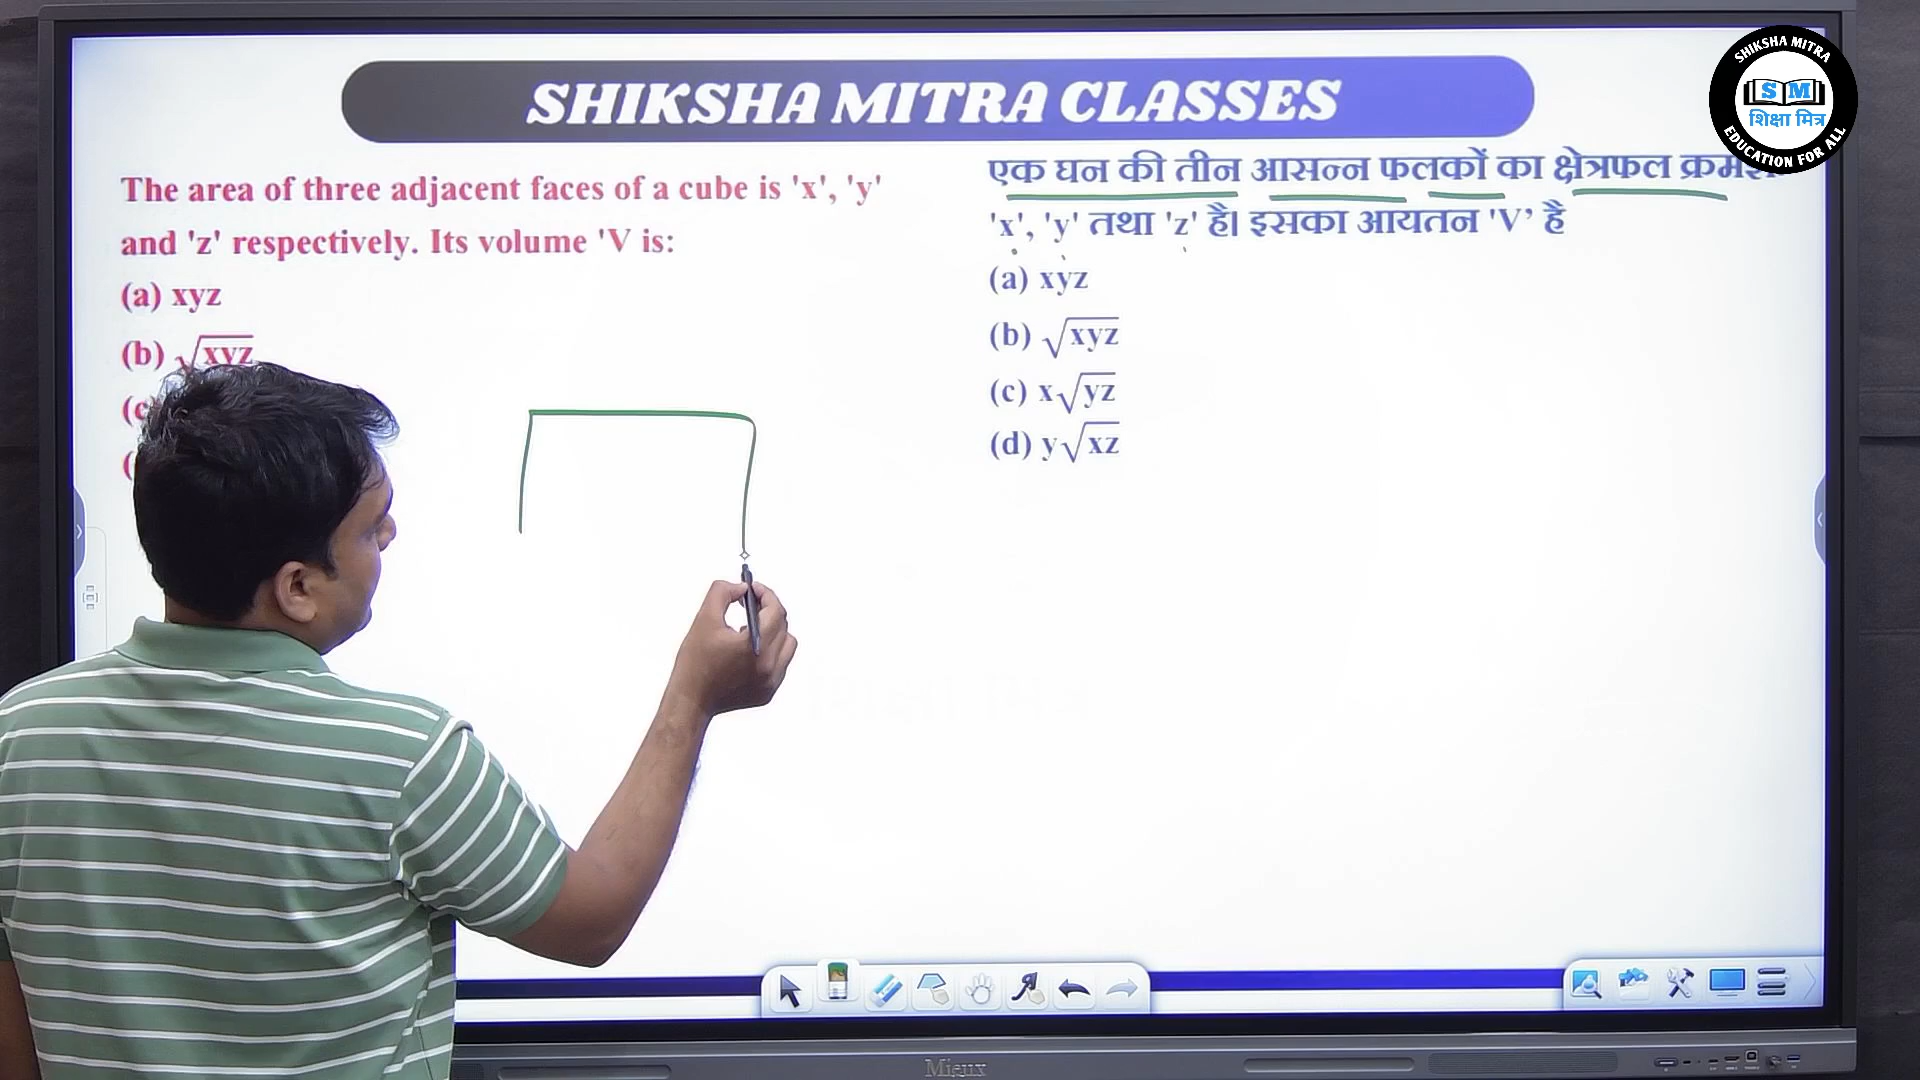 SHIKSHA MITRA CLASSES
SHIKSHA MITRA
SM
शिक्षा मित्र
EDUCATION FOR ALL
The area of three adjacent faces of a cube is 'x', 'y'
and 'z' respectively. Its volume 'V is:
(a) xyz
(b) √xyz
(c)
एक घन की तीन आसन्न फलकों का क्षेत्रफल
'x', 'y' तथा 'z' है। इसका आयतन 'V’ है
(a) xyz
(b) √xyz
(c) x√yz
(d) y√xz
शिक्षा मित्र